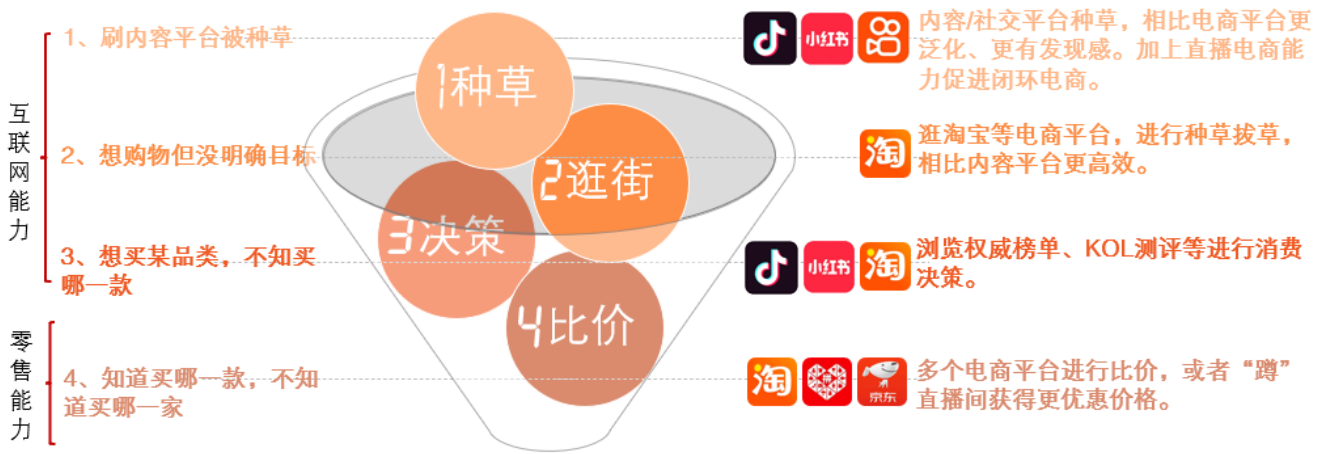 互联网能力
零售能力
1、刷内容平台被种草
2、想购物但没明确目标
3、想买某品类，不知买
哪一款
4、知道买哪一款，不知
道买哪一家
1种草
2逛街
3决策
4比价
小红书
内容/社交平台种草，相比电商平台更
泛化、更有发现感。加上直播电商能
力促进闭环电商。
淘
逛淘宝等电商平台，进行种草拔草，
相比内容平台更高效。
小红书
淘
浏览权威榜单、KOL测评等进行消费
决策。
淘
拼
京东
多个电商平台进行比价，或者“蹲”
直播间获得更优惠价格。